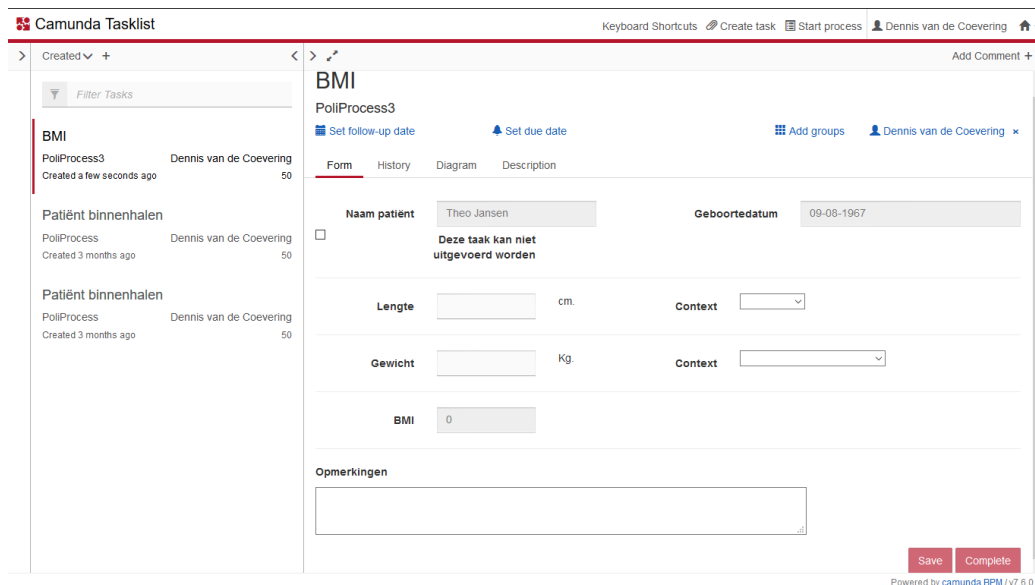 Camunda Tasklist
Keyboard Shortcuts Create task Start process Dennis van de Coevering
Created +
Add Comment +
Filter Tasks
BMI
PoliProcess3 Dennis van de Coevering
Created a few seconds ago 50
Patiënt binnenhalen
PoliProcess Dennis van de Coevering
Created 3 months ago 50
Patiënt binnenhalen
PoliProcess Dennis van de Coevering
Created 3 months ago 50
BMI
PoliProcess3
Set follow-up date Set due date Add groups Dennis van de Coevering ×
Form History Diagram Description
Naam patiënt Theo Jansen Geboortedatum 09-08-1967
Deze taak kan niet
uitgevoerd worden
Lengte cm. Context
Gewicht Kg. Context
BMI 0
Opmerkingen
Save Complete
Powered by camunda BPM / v7.6.0